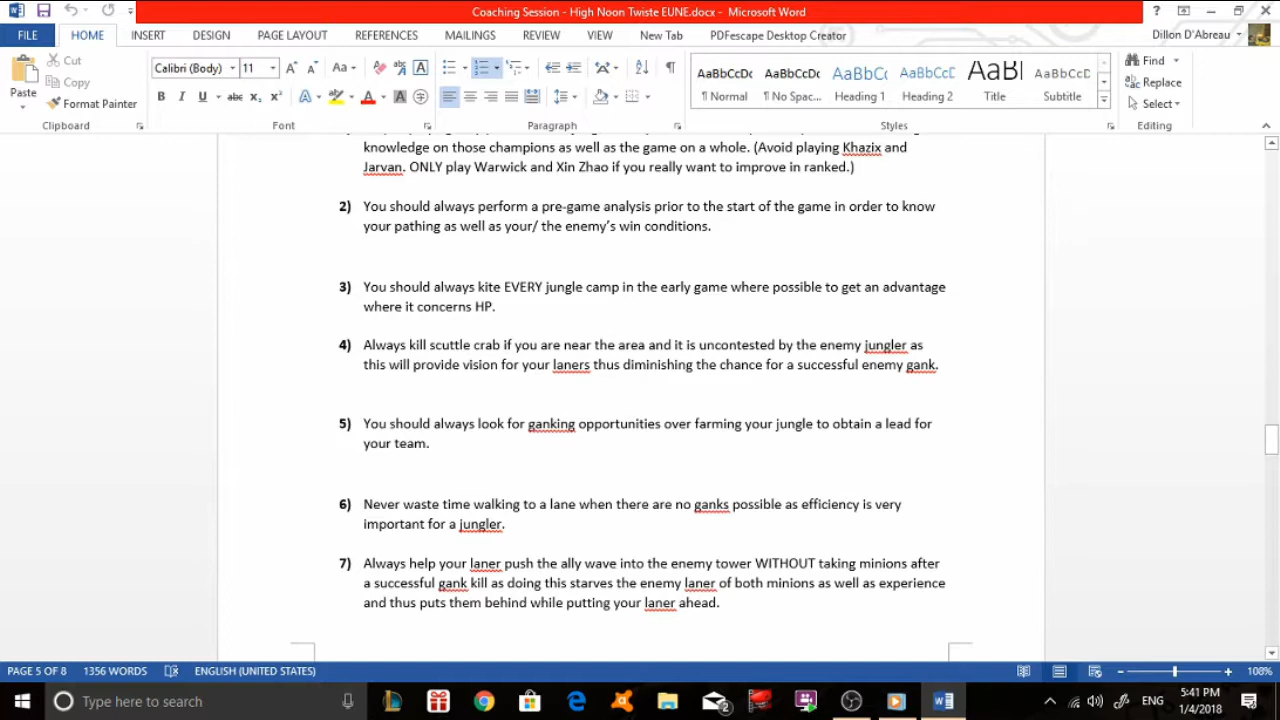 Coaching Session - High Noon Twiste EUNE.docx - Microsoft Word
FILE HOME INSERT DESIGN PAGE LAYOUT REFERENCES MAILINGS REVIEW VIEW New Tab PDFescape Desktop Creator Dillon D'Abreau
Cut
Copy
Format Painter
Paste
Calibri (Body) 11
AaBbCcDc AaBbCcDc AaBbCc AaBbCcD AaBl AaBbCcD
¶ Normal ¶ No Spac... Heading 1 Heading 2 Title Subtitle
Find
Replace
Select
Clipboard Font Paragraph Styles Editing
knowledge on those champions as well as the game on a whole. (Avoid playing Khazix and
Jarvan. ONLY play Warwick and Xin Zhao if you really want to improve in ranked.)
2) You should always perform a pre-game analysis prior to the start of the game in order to know
your pathing as well as your/ the enemy's win conditions.
3) You should always kite EVERY jungle camp in the early game where possible to get an advantage
where it concerns HP.
4) Always kill scuttle crab if you are near the area and it is uncontested by the enemy jungler as
this will provide vision for your laners thus diminishing the chance for a successful enemy gank.
5) You should always look for ganking opportunities over farming your jungle to obtain a lead for
your team.
6) Never waste time walking to a lane when there are no ganks possible as efficiency is very
important for a jungler.
7) Always help your laner push the ally wave into the enemy tower WITHOUT taking minions after
a successful gank kill as doing this starves the enemy laner of both minions as well as experience
and thus puts them behind while putting your laner ahead.
PAGE 5 OF 8 1356 WORDS ENGLISH (UNITED STATES) 108%
Type here to search
ENG
5:41 PM
1/4/2018